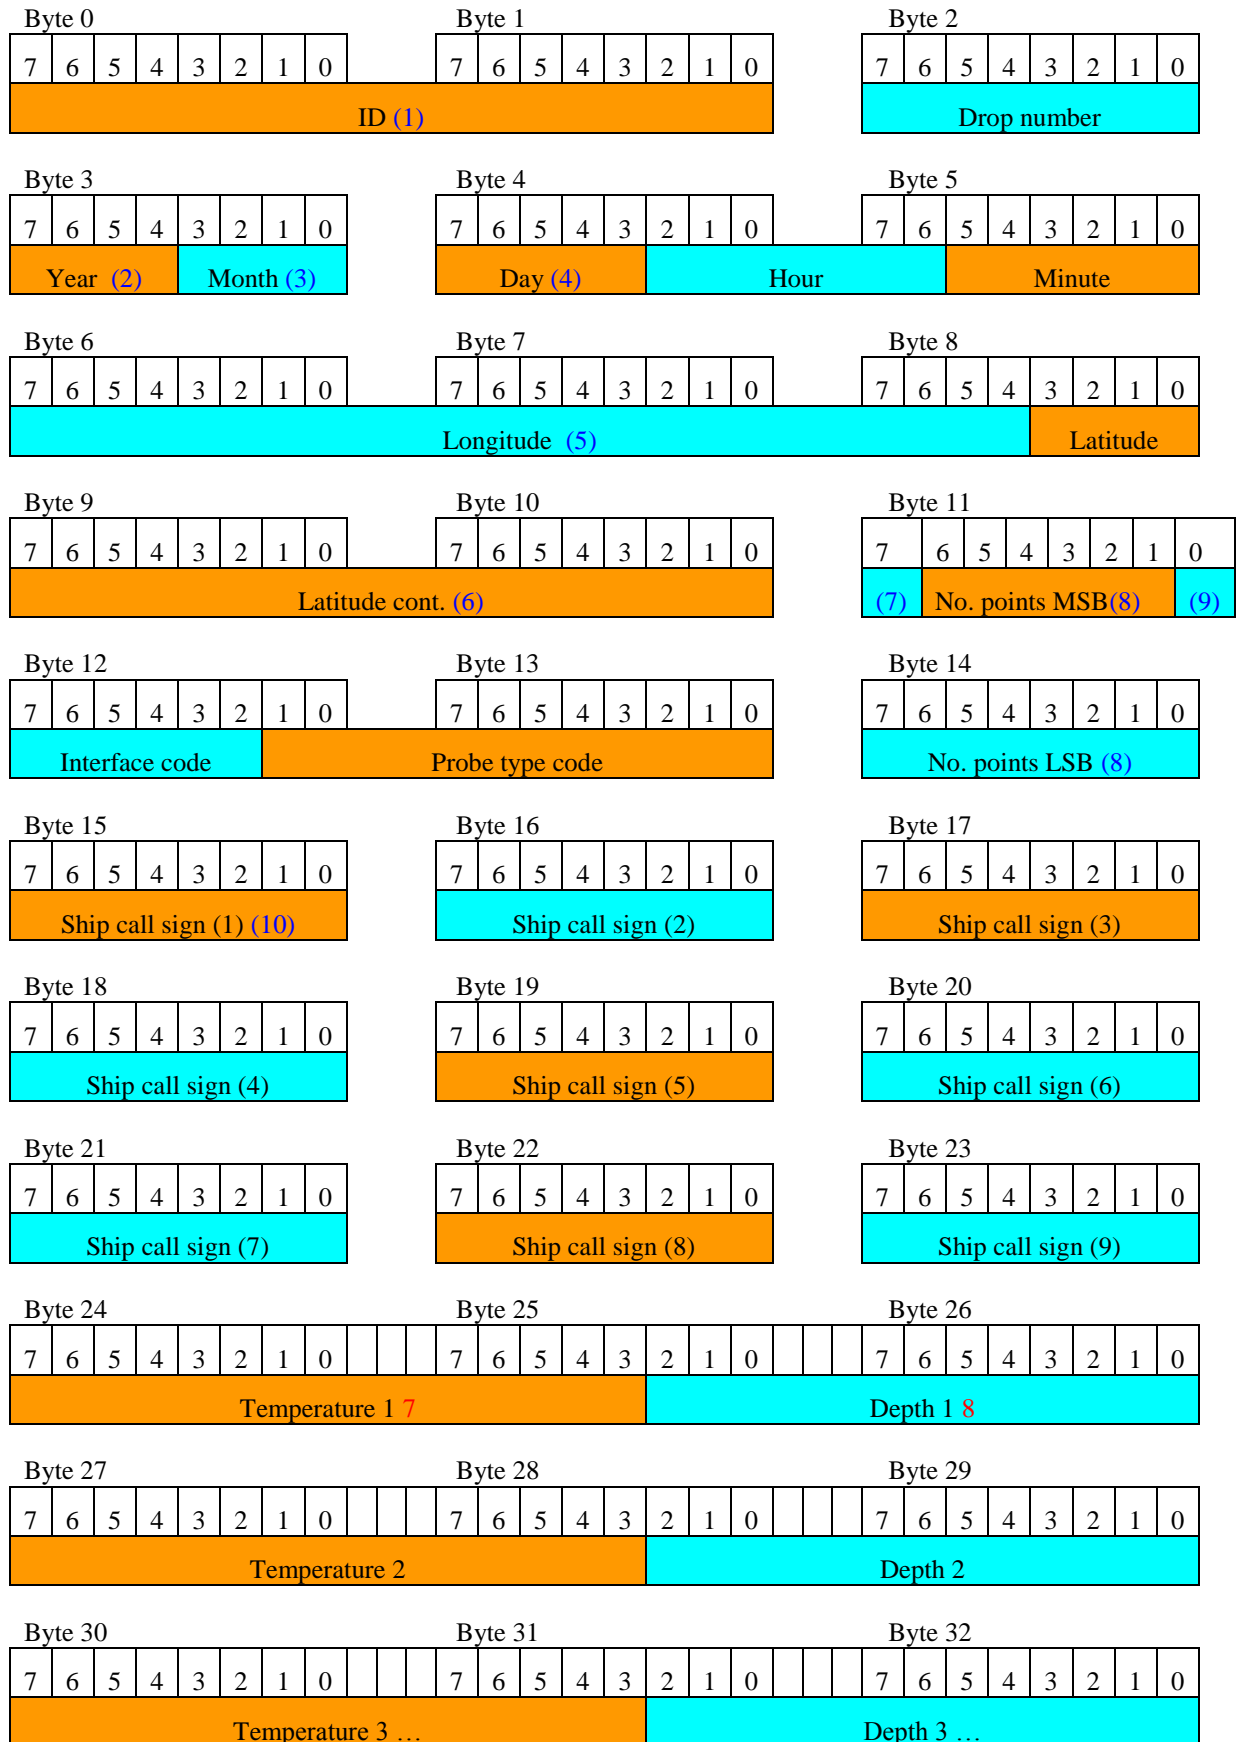 Byte 0 Byte 1 Byte 2
7 6 5 4 3 2 1 0 7 6 5 4 3 2 1 0 7 6 5 4 3 2 1 0
ID (1) Drop number
Byte 3 Byte 4 Byte 5
7 6 5 4 3 2 1 0 7 6 5 4 3 2 1 0 7 6 5 4 3 2 1 0
Year (2) Month (3) Day (4) Hour Minute
Byte 6 Byte 7 Byte 8
7 6 5 4 3 2 1 0 7 6 5 4 3 2 1 0 7 6 5 4 3 2 1 0
Longitude (5) Latitude
Byte 9 Byte 10 Byte 11
7 6 5 4 3 2 1 0 7 6 5 4 3 2 1 0 7 6 5 4 3 2 1 0
Latitude cont. (6) (7) No. points MSB(8) (9)
Byte 12 Byte 13 Byte 14
7 6 5 4 3 2 1 0 7 6 5 4 3 2 1 0 7 6 5 4 3 2 1 0
Interface code Probe type code No. points LSB (8)
Byte 15 Byte 16 Byte 17
7 6 5 4 3 2 1 0 7 6 5 4 3 2 1 0 7 6 5 4 3 2 1 0
Ship call sign (1) (10) Ship call sign (2) Ship call sign (3)
Byte 18 Byte 19 Byte 20
7 6 5 4 3 2 1 0 7 6 5 4 3 2 1 0 7 6 5 4 3 2 1 0
Ship call sign (4) Ship call sign (5) Ship call sign (6)
Byte 21 Byte 22 Byte 23
7 6 5 4 3 2 1 0 7 6 5 4 3 2 1 0 7 6 5 4 3 2 1 0
Ship call sign (7) Ship call sign (8) Ship call sign (9)
Byte 24 Byte 25 Byte 26
7 6 5 4 3 2 1 0 7 6 5 4 3 2 1 0 7 6 5 4 3 2 1 0
Temperature 1 7 Depth 1 8
Byte 27 Byte 28 Byte 29
7 6 5 4 3 2 1 0 7 6 5 4 3 2 1 0 7 6 5 4 3 2 1 0
Temperature 2 Depth 2
Byte 30 Byte 31 Byte 32
7 6 5 4 3 2 1 0 7 6 5 4 3 2 1 0 7 6 5 4 3 2 1 0
Temperature 3 … Depth 3 …